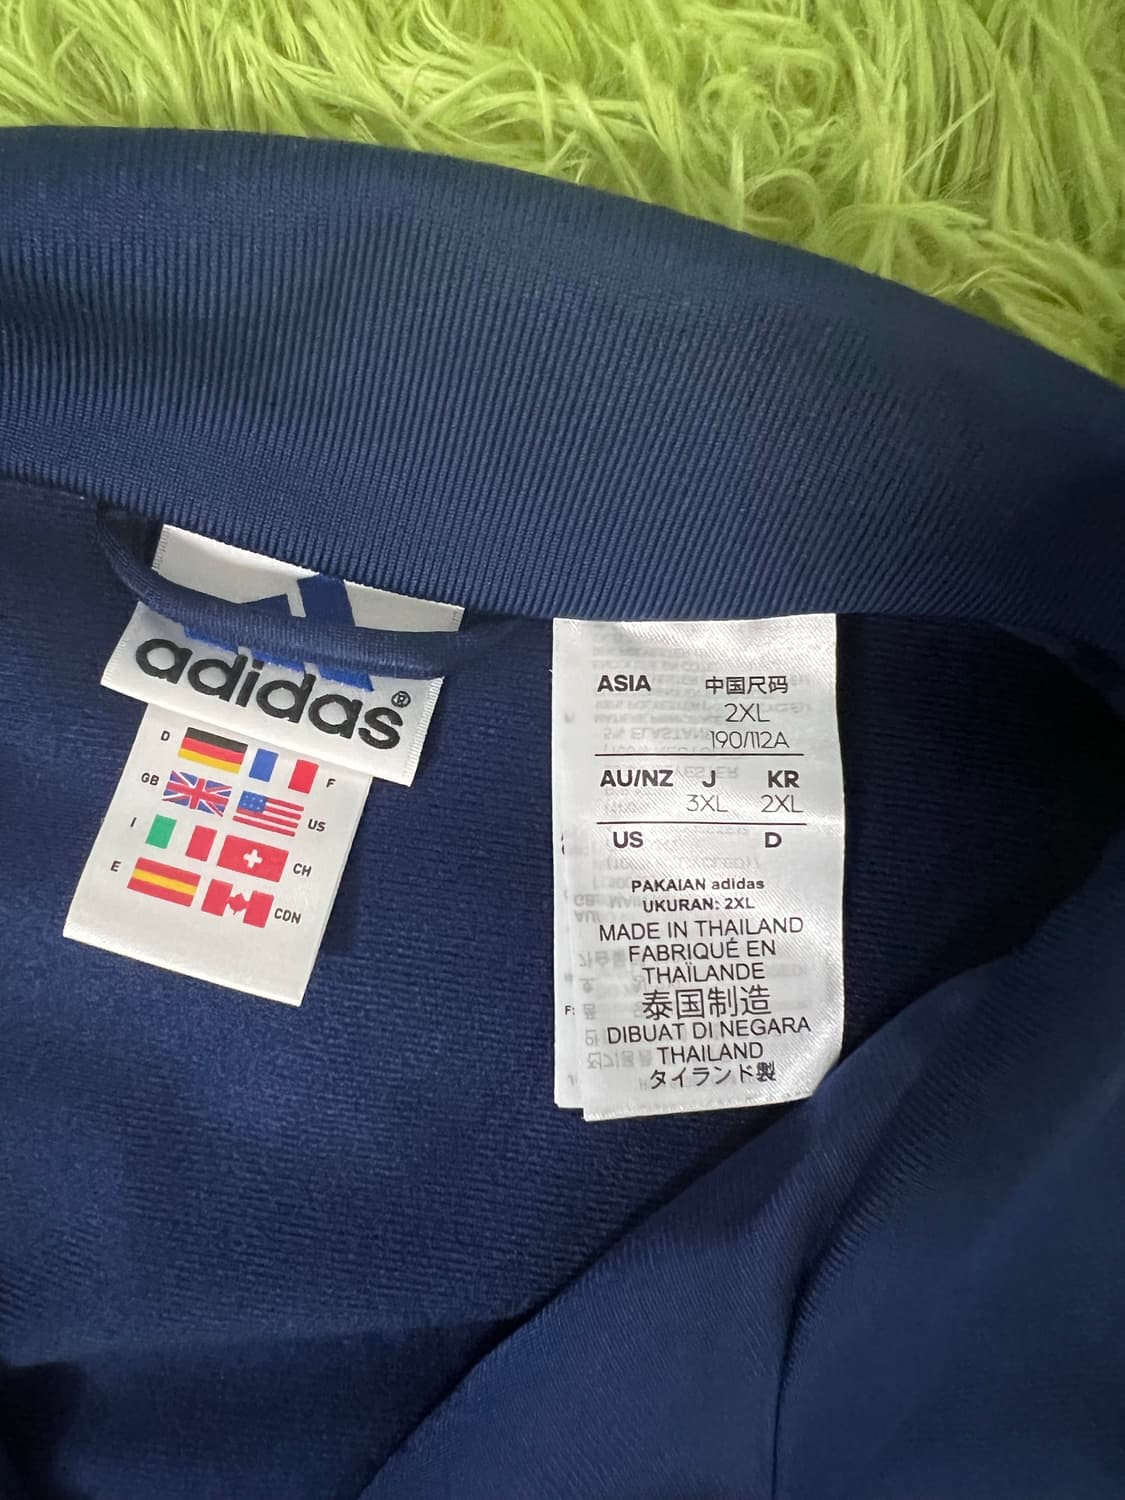 adidas®
D
F
GB
US
I
CH
E
CDN
ASIA 中国尺码
2XL
190/112A
AU/NZ J KR
3XL 2XL
US D
PAKAIAN adidas
UKURAN: 2XL
MADE IN THAILAND
FABRIQUÉ EN
THAÏLANDE
泰国制造
DIBUAT DI NEGARA
THAILAND
タイランド製
F: